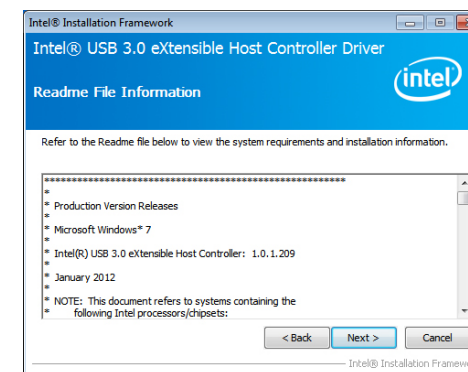 Intel® Installation Framework
Intel® USB 3.0 eXtensible Host Controller Driver
intel
Readme File Information
Refer to the Readme file below to view the system requirements and installation information.
*******************************************************
*
* Production Version Releases
*
* Microsoft Windows* 7
*
* Intel(R) USB 3.0 eXtensible Host Controller: 1.0.1.209
*
* January 2012
*
* NOTE: This document refers to systems containing the
* following Intel processors/chipsets:
< Back Next > Cancel
Intel® Installation